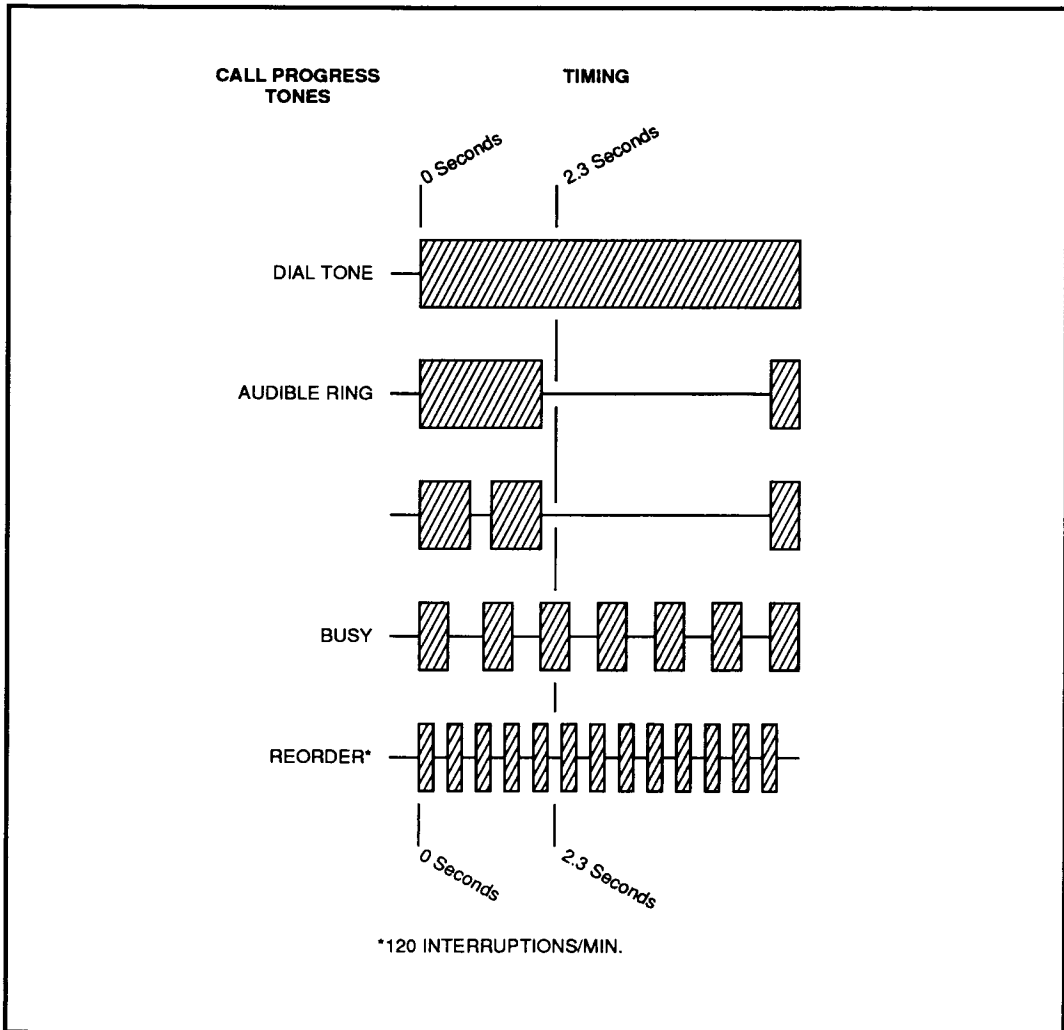 CALL PROGRESS
TONES
TIMING
0 Seconds
2.3 Seconds
DIAL TONE
AUDIBLE RING
BUSY
REORDER*
0 Seconds
2.3 Seconds
*120 INTERRUPTIONS/MIN.